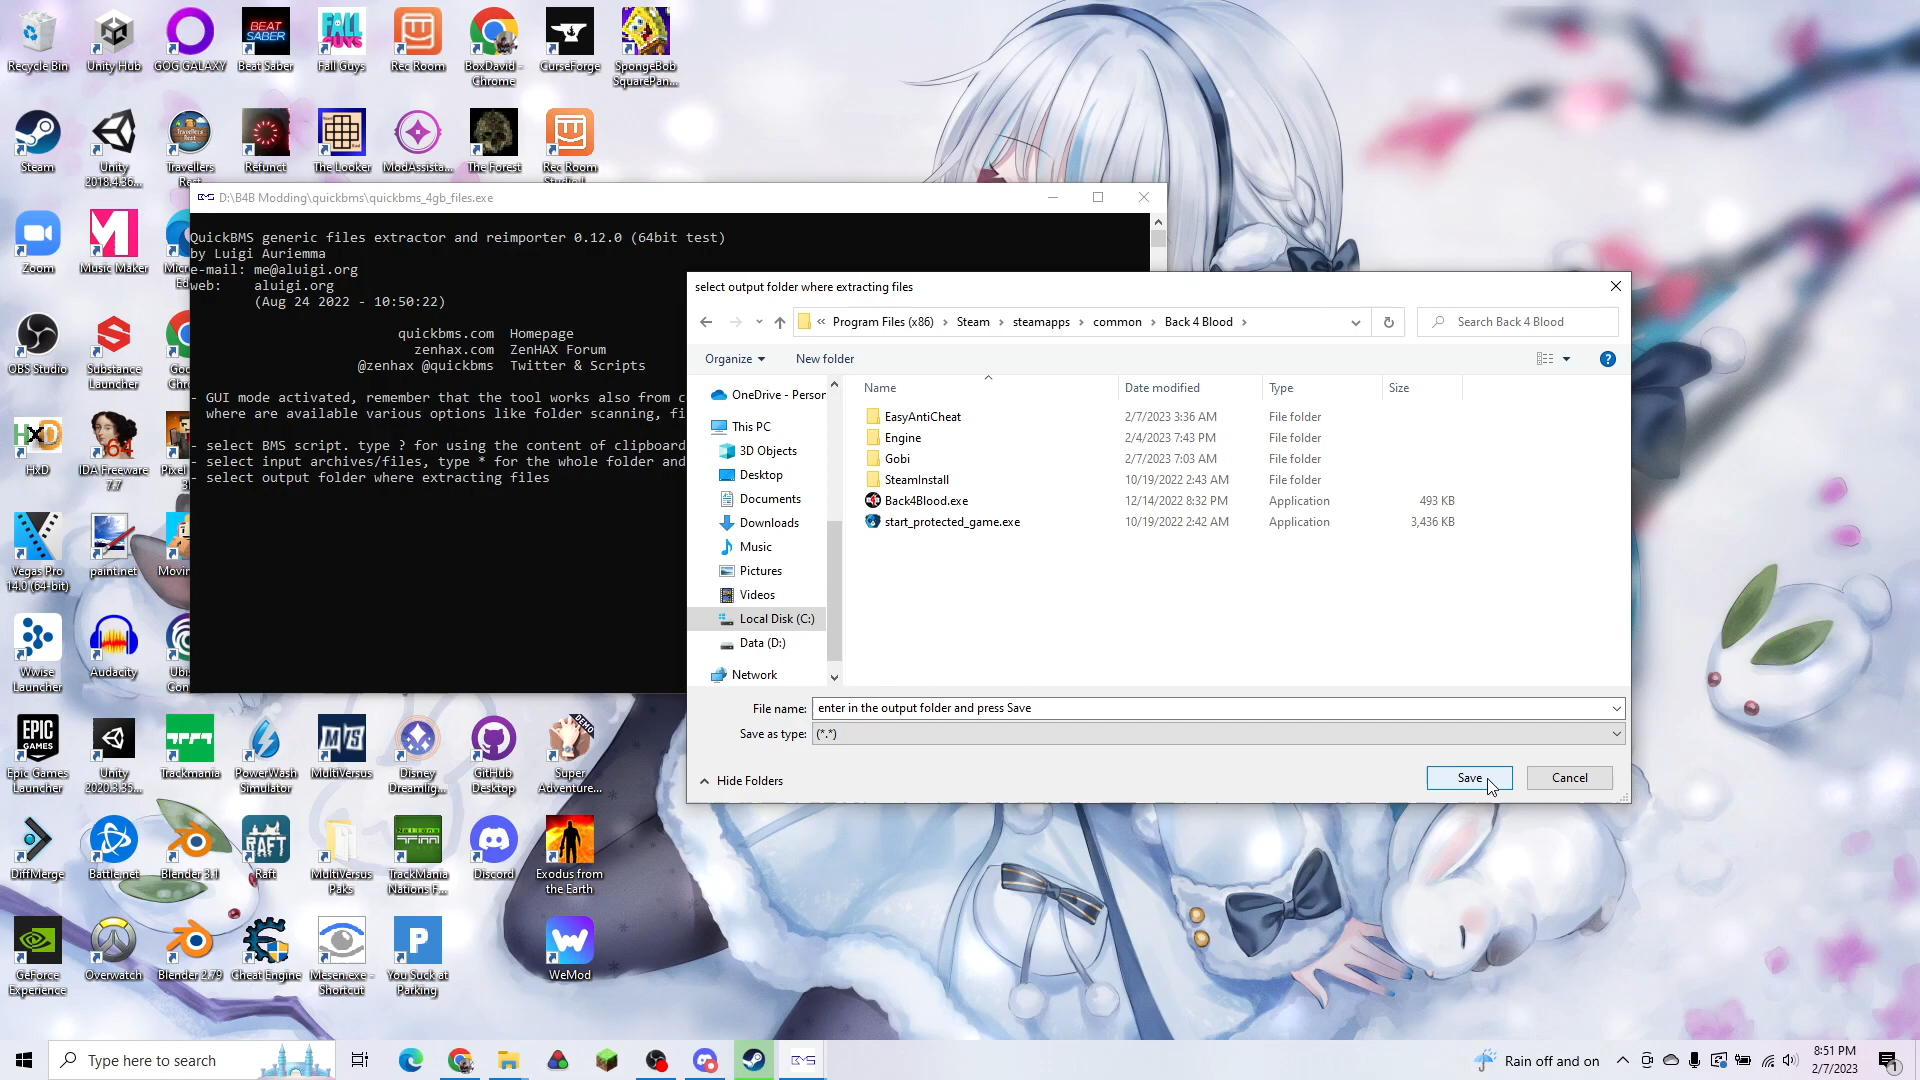 Recycle Bin
Unity Hub
GOG GALAXY
BEAT SABER
Beat Saber
FALL GUYS
Fall Guys
Rec Room
BoxDavid - Chrome
CurseForge
SpongeBob SquarePan...
Steam
Unity 2018.4.36...
Travellers Rest
Refunct
The Looker
ModAssista...
The Forest
Rec Room Studio
D:\B4B Modding\quickbms\quickbms_4gb_files.exe
QuickBMS generic files extractor and reimporter 0.12.0 (64bit test)
by Luigi Auriemma
e-mail: me@aluigi.org
web: aluigi.org
(Aug 24 2022 - 10:50:22)
quickbms.com Homepage
zenhax.com ZenHAX Forum
@zenhax @quickbms Twitter & Scripts
- GUI mode activated, remember that the tool works also from c
where are available various options like folder scanning, fi
- select BMS script. type ? for using the content of clipboard
- select input archives/files, type * for the whole folder and
- select output folder where extracting files
Zoom
Music Maker
OBS Studio
Substance Launcher
HxD
IDA Freeware 7.7
Pixel
Vegas Pro 14.0 (64-bit)
paint.net
Movin
Wwise Launcher
Audacity
select output folder where extracting files
« Program Files (x86) › Steam › steamapps › common › Back 4 Blood ›
Search Back 4 Blood
Organize
New folder
OneDrive - Person
This PC
3D Objects
Desktop
Documents
Downloads
Music
Pictures
Videos
Local Disk (C:)
Data (D:)
Network
Name Date modified Type Size
EasyAntiCheat 2/7/2023 3:36 AM File folder
Engine 2/4/2023 7:43 PM File folder
Gobi 2/7/2023 7:03 AM File folder
SteamInstall 10/19/2022 2:43 AM File folder
Back4Blood.exe 12/14/2022 8:32 PM Application 493 KB
start_protected_game.exe 10/19/2022 2:42 AM Application 3,436 KB
File name: enter in the output folder and press Save
Save as type: (*.*)
Hide Folders
Save
Cancel
EPIC GAMES
Epic Games Launcher
Unity 2020.3.35...
Trackmania
PowerWash Simulator
MultiVersus
Disney Dreamlig...
GitHub Desktop
DEMO
Super Adventure...
DiffMerge
Battle.net
Blender 3.1
RAFT
Raft
MultiVersus Paks
TrackMania Nations F...
Discord
Exodus from the Earth
GeForce Experience
Overwatch
Blender 2.79
Cheat Engine
Mesen.exe - Shortcut
You Suck at Parking
WeMod
Type here to search
Rain off and on
8:51 PM
2/7/2023
1